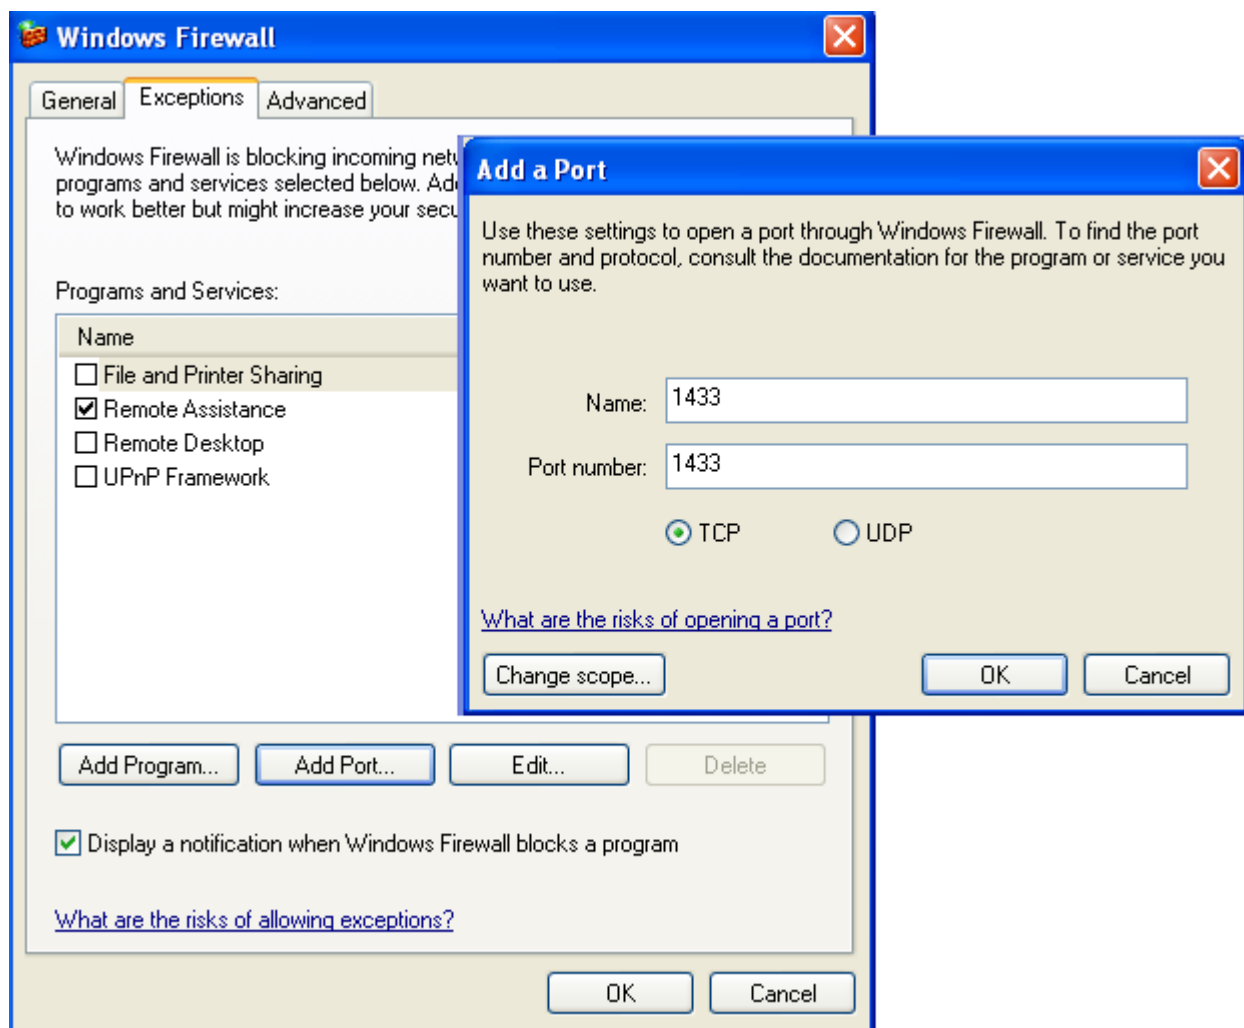 Windows Firewall
General Exceptions Advanced
Windows Firewall is blocking incoming
programs and services selected below.
to work better but might increase your
Programs and Services:
Name
File and Printer Sharing
Remote Assistance
Remote Desktop
UPnP Framework
Add Program... Add Port... Edit... Delete
Display a notification when Windows Firewall blocks a program
What are the risks of allowing exceptions?
OK Cancel
Add a Port
Use these settings to open a port through Windows Firewall. To find the port
number and protocol, consult the documentation for the program or service you
want to use.
Name: 1433
Port number: 1433
TCP UDP
What are the risks of opening a port?
Change scope... OK Cancel